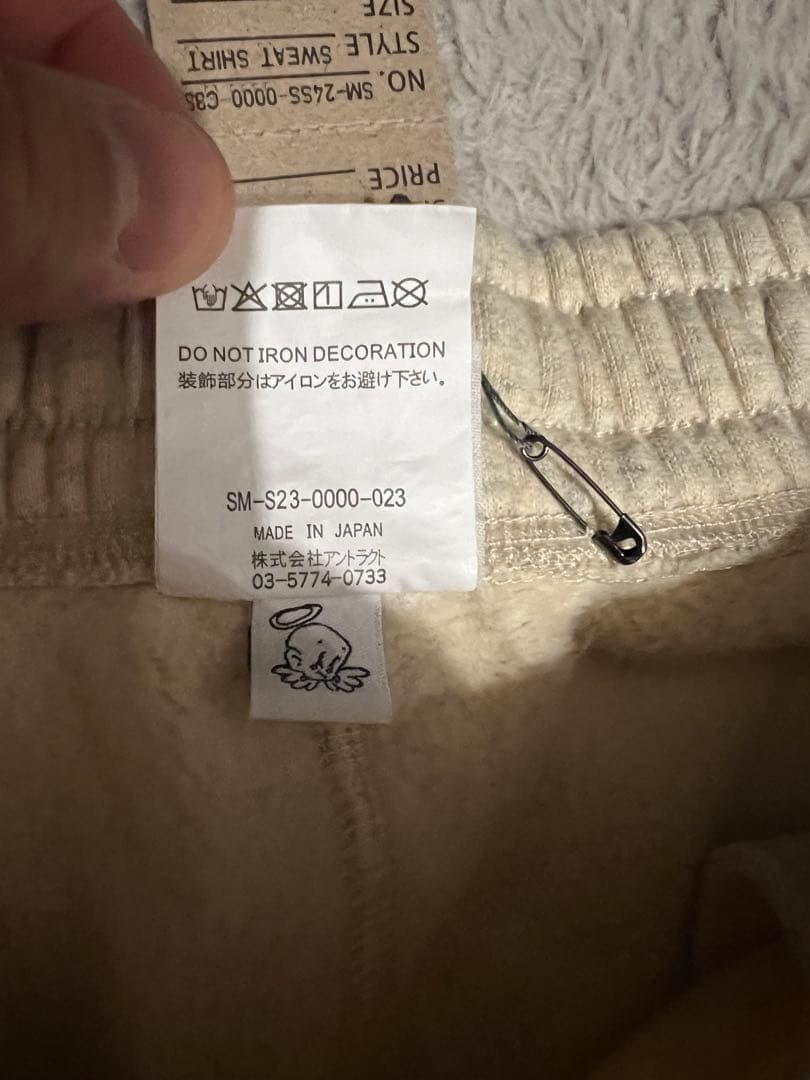 SIZE
STYLE SWEAT SHIRT
NO. SM-24SS-0000-C8S
PRICE
DO NOT IRON DECORATION
装飾部分はアイロンをお避け下さい。
SM-S23-0000-023
MADE IN JAPAN
株式会社アントラクト
03-5774-0733